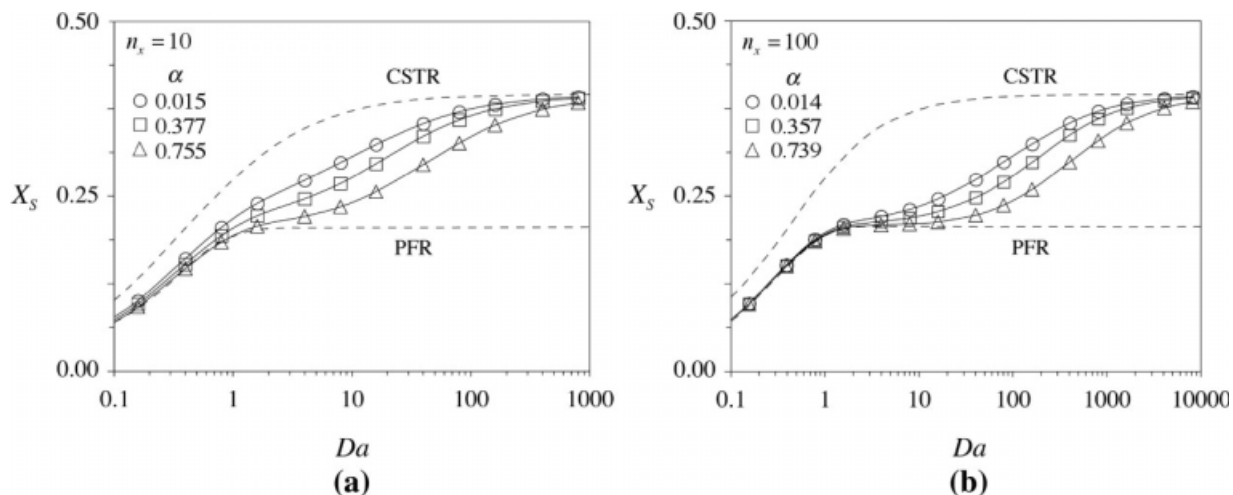 0.50
n_x = 10
α
○ 0.015
□ 0.377
△ 0.755
CSTR
X_S
0.25
PFR
0.00
0.1 1 10 100 1000
Da
(a)
0.50
n_x = 100
α
○ 0.014
□ 0.357
△ 0.739
CSTR
X_S
0.25
PFR
0.00
0.1 1 10 100 1000 10000
Da
(b)